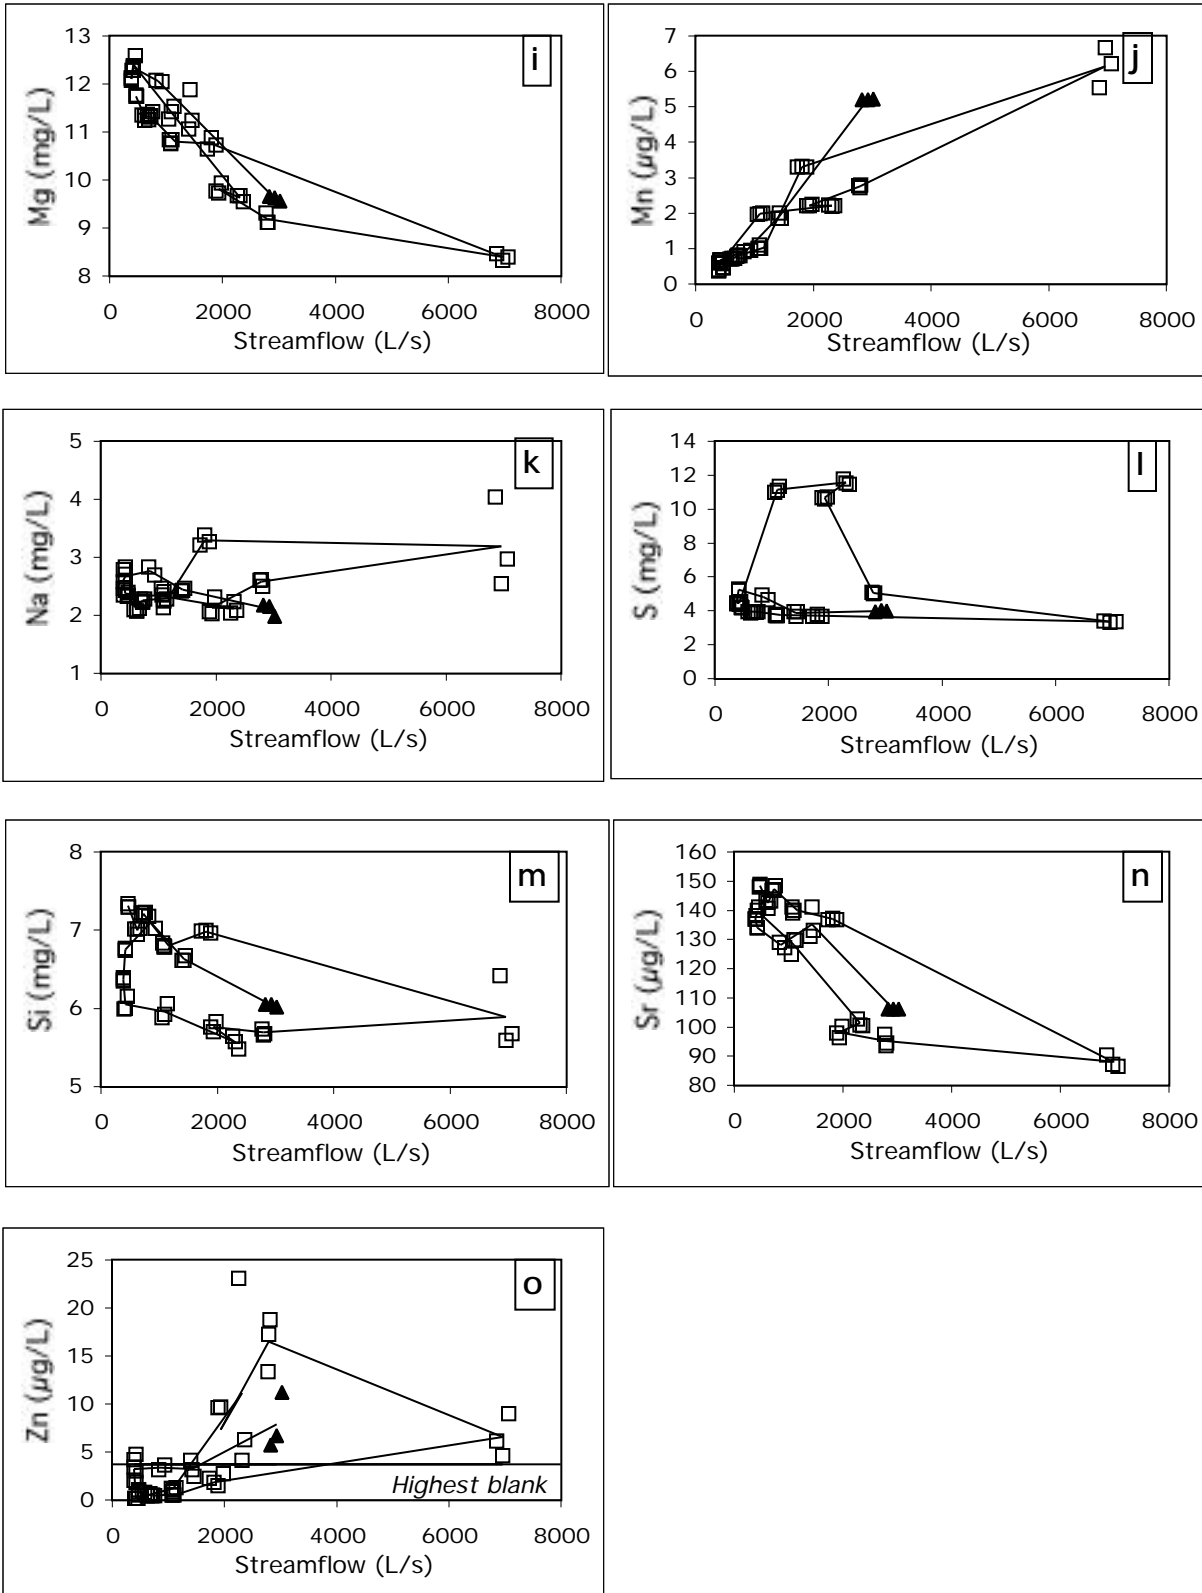 i
Mg (mg/L)
13
12
11
10
9
8
0 2000 4000 6000 8000
Streamflow (L/s)
j
Mn (µg/L)
7
6
5
4
3
2
1
0
0 2000 4000 6000 8000
Streamflow (L/s)
k
Na (mg/L)
5
4
3
2
1
0 2000 4000 6000 8000
Streamflow (L/s)
l
S (mg/L)
14
12
10
8
6
4
2
0
0 2000 4000 6000 8000
Streamflow (L/s)
m
Si (mg/L)
8
7
6
5
0 2000 4000 6000 8000
Streamflow (L/s)
n
Sr (µg/L)
160
150
140
130
120
110
100
90
80
0 2000 4000 6000 8000
Streamflow (L/s)
o
Zn (µg/L)
25
20
15
10
5
0
Highest blank
0 2000 4000 6000 8000
Streamflow (L/s)